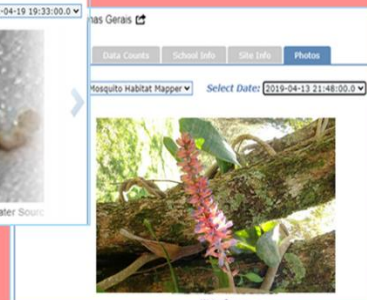 -04-19 19:33:00.0
nas Gerais
Data Counts School Info Site Info Photos
Mosquito Habitat Mapper Select Date: 2019-04-13 21:48:00.0
ater Sourc